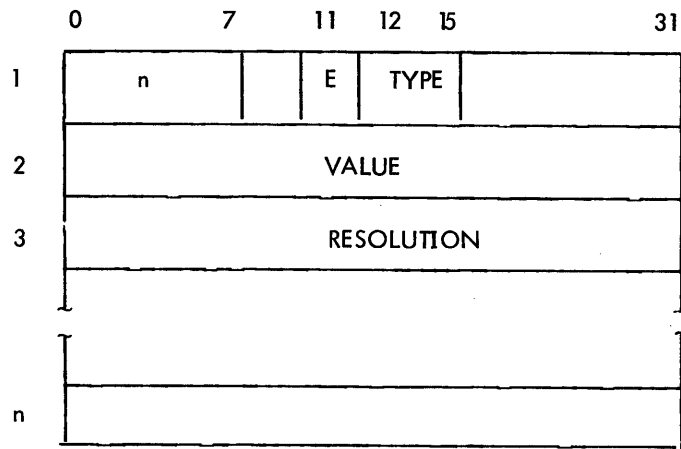 0 7 11 12 15 31
1 n E TYPE
2 VALUE
3 RESOLUTION
n